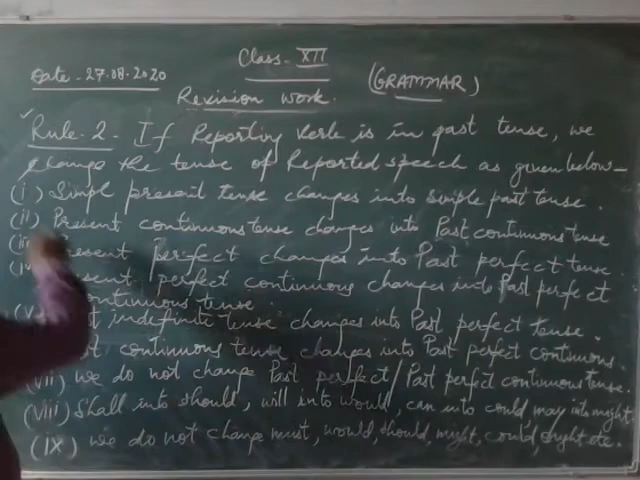 Class - XII
Date - 27.08.2020
(GRAMMAR)
Revision work.
Rule. 2 - If Reporting verb is in past tense, we
change the tense of Reported speech as given below -
(i) Simple present tense changes into simple past tense.
(ii) Present continuous tense changes into Past continuous tense
(iii) Present perfect changes into Past perfect tense
(iv) Present perfect continuous changes into Past perfect
continuous tense.
(v) indefinite tense changes into Past perfect tense.
continuous tense changes into Past perfect continuous.
(vii) We do not change Past perfect / Past perfect continuous tense.
(viii) Shall into should, will into would, can into could, may into might
(IX) We do not change must, would, should, might, could, ought etc.